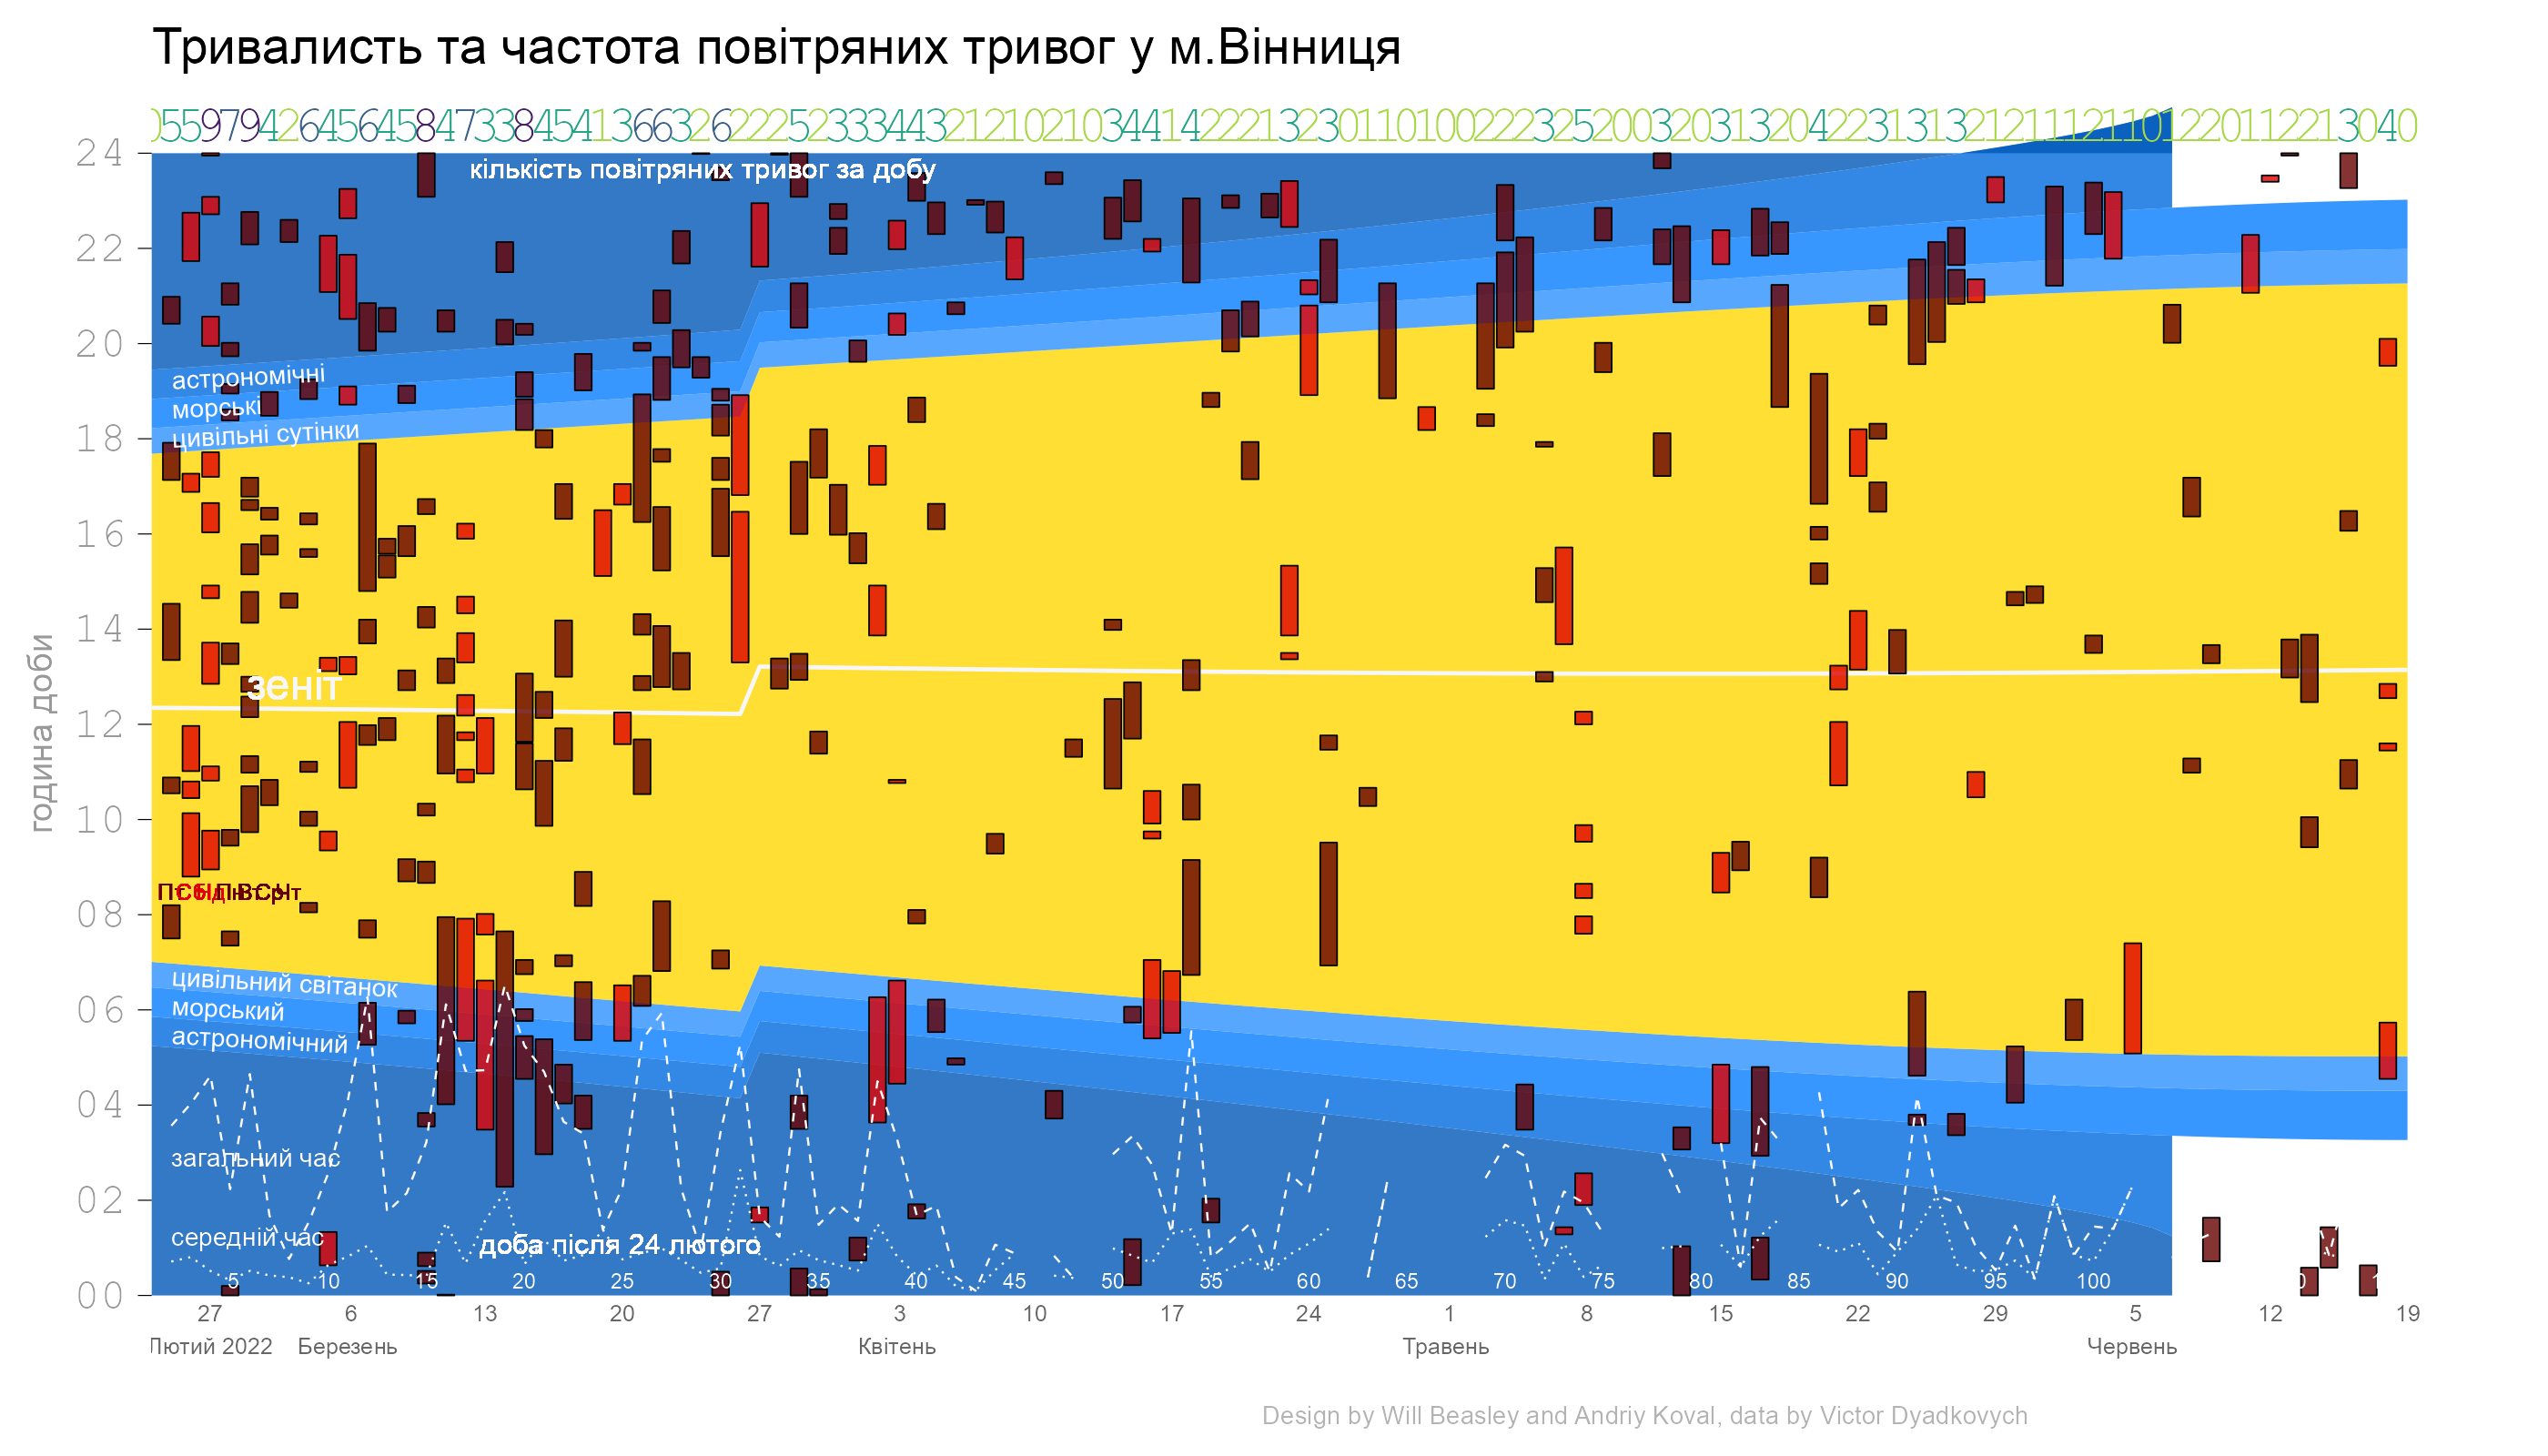 Тривалисть та частота повітряних тривог у м.Вінниця
кількість повітряних тривог за добу
24
22
20
18
16
14
12
10
08
06
04
02
00
година доби
астрономічні
морські
цивільні сутінки
зеніт
цивільний світанок
морський
астрономічний
загальний час
середній час
доба після 24 лютого
5 10 15 20 25 30 35 40 45 50 55 60 65 70 75 80 85 90 95 100
27 6 13 20 27 3 10 17 24 1 8 15 22 29 5 12 19
Лютий 2022 Березень Квітень Травень Червень
Design by Will Beasley and Andriy Koval, data by Victor Dyadkovych